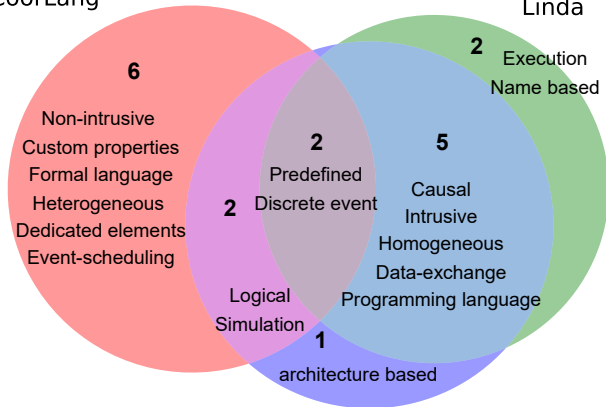 Linda
6
Non-intrusive
Custom properties
Formal language
Heterogeneous
Dedicated elements
Event-scheduling
2
Logical
Simulation
2
Predefined
Discrete event
5
Causal
Intrusive
Homogeneous
Data-exchange
Programming language
2
Execution
Name based
1
architecture based